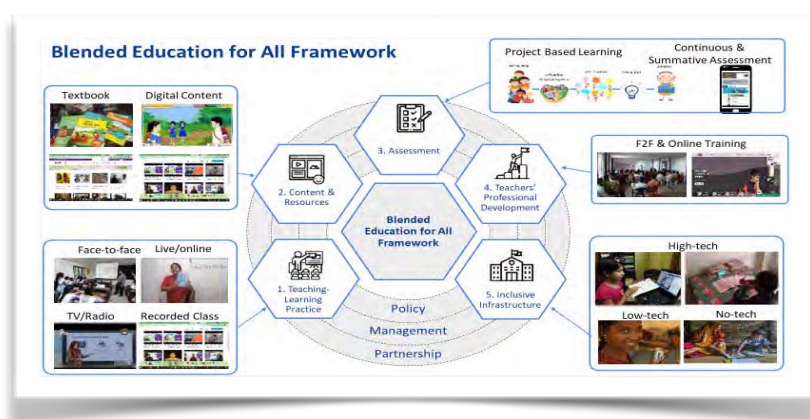 Blended Education for All Framework
Project Based Learning
Continuous &
Summative Assessment
Textbook
Digital Content
3. Assessment
F2F & Online Training
2. Content &
Resources
4. Teachers'
Professional
Development
Blended
Education for All
Framework
Face-to-face
Live/online
TV/Radio
Recorded Class
1. Teaching-
Learning
Practice
5. Inclusive
Infrastructure
High-tech
Low-tech
No-tech
Policy
Management
Partnership